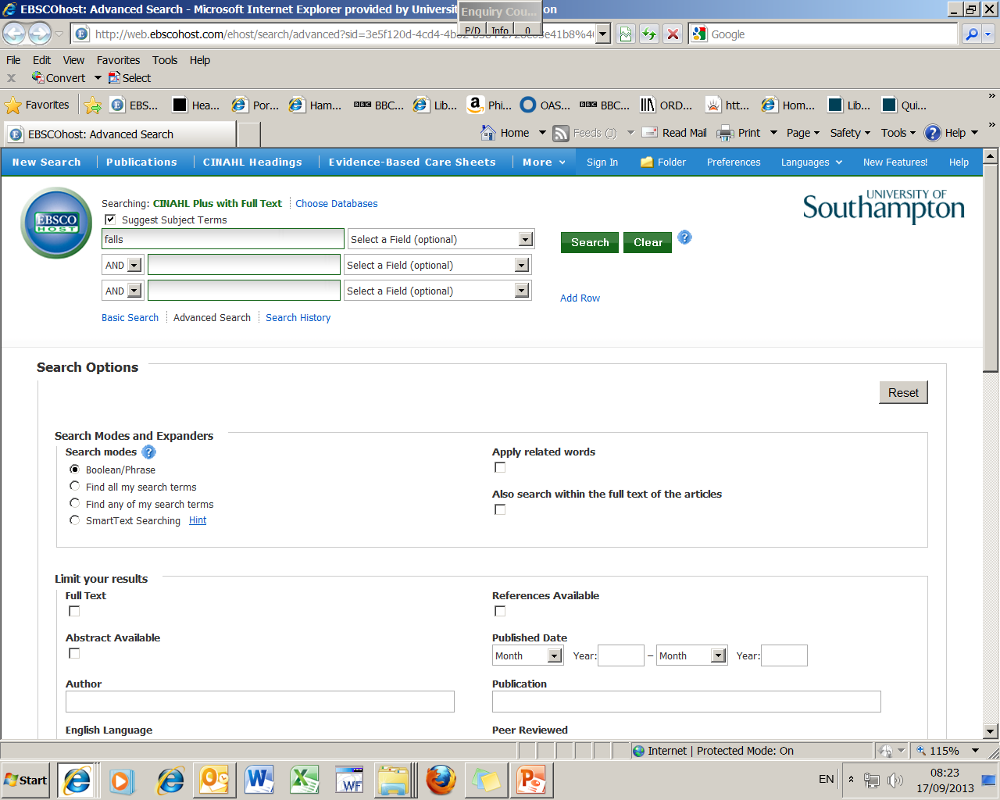 EBSCOhost: Advanced Search - Microsoft Internet Explorer provided by Universit
on
Enquiry Cou...
P/D Info 0
http://web.ebscohost.com/ehost/search/advanced?sid=3e5f120d-4cd4-4b
Google
File Edit View Favorites Tools Help
x Convert Select
Favorites EBS... Hea... Por... Ham... BBC BBC... Lib... Phi... OAS... BBC BBC... ORD... htt... Hom... Lib... Qui... »
EBSCOhost: Advanced Search
Home Feeds (J) Read Mail Print Page Safety Tools Help »
New Search Publications CINAHL Headings Evidence-Based Care Sheets More Sign In Folder Preferences Languages New Features! Help
EBSCO
HOST
Searching: CINAHL Plus with Full Text Choose Databases
UNIVERSITY OF
Southampton
Suggest Subject Terms
falls Select a Field (optional) Search Clear ?
AND Select a Field (optional)
AND Select a Field (optional) Add Row
Basic Search Advanced Search Search History
Search Options
Reset
Search Modes and Expanders
Search modes ?
Boolean/Phrase
Find all my search terms
Find any of my search terms
SmartText Searching Hint
Apply related words
Also search within the full text of the articles
Limit your results
Full Text
References Available
Abstract Available
Published Date
Month Year: – Month Year:
Author
Publication
English Language
Peer Reviewed
Internet | Protected Mode: On
115%
Start
WF
EN
08:23
17/09/2013